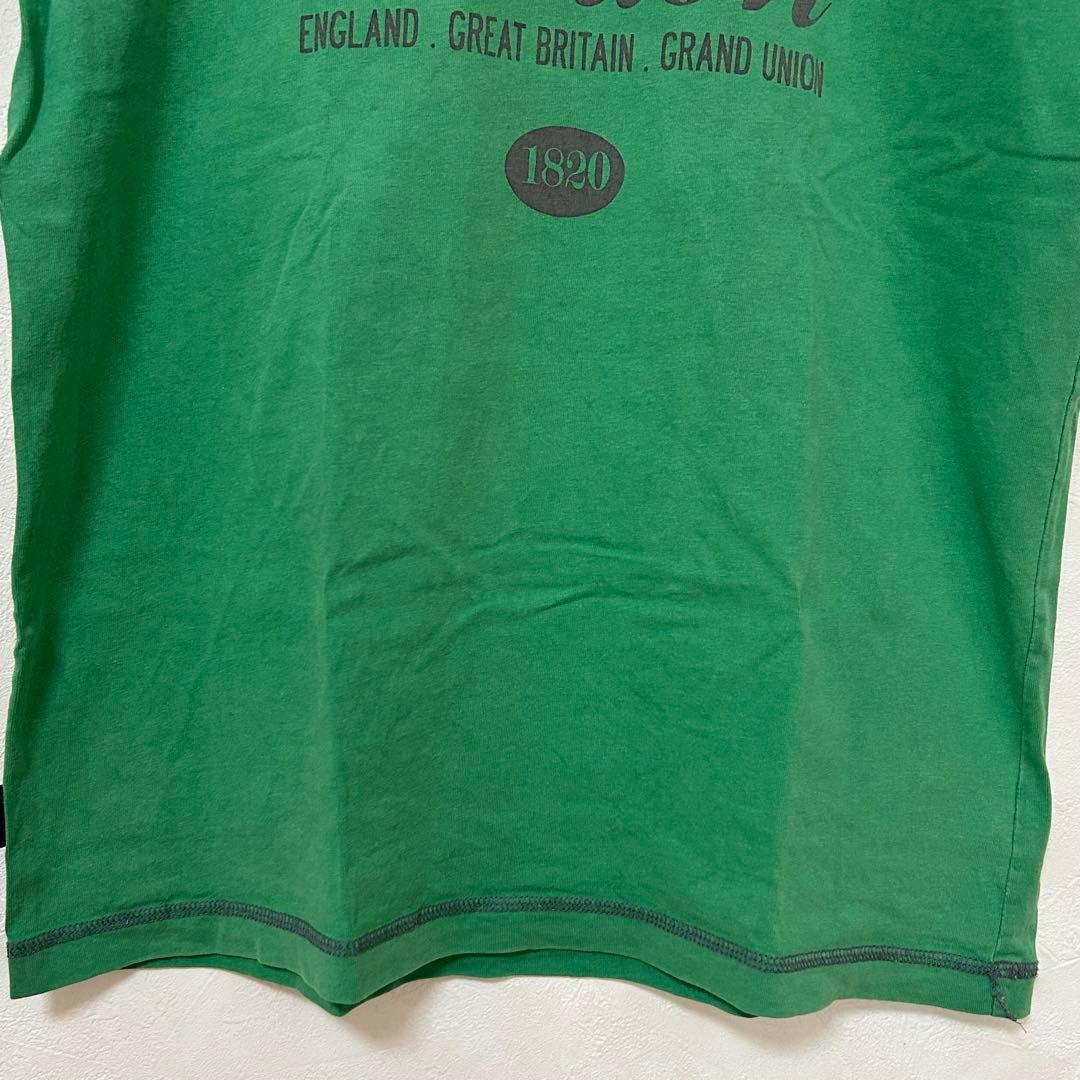 ENGLAND . GREAT BRITAIN . GRAND UNION
1820